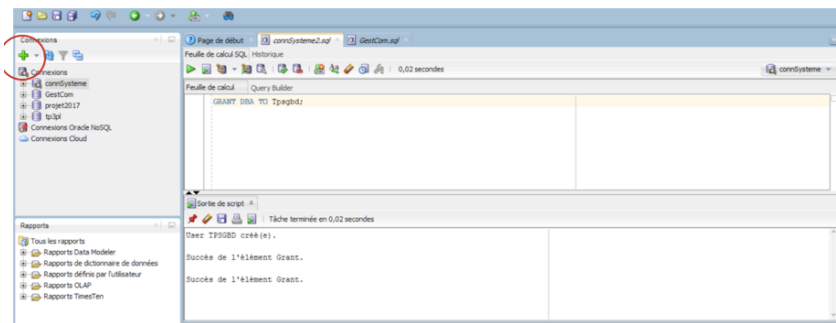 Connexions
Connexions
connSysteme
GestCom
projet2017
tp3pl
Connexions Oracle NoSQL
Connexions Cloud
Rapports
Tous les rapports
Rapports Data Modeler
Rapports de dictionnaire de données
Rapports définis par l'utilisateur
Rapports OLAP
Rapports TimesTen
Page de début
connSysteme2.sql
GestCom.sql
Feuille de calcul SQL Historique
0,02 secondes
connSysteme
Feuille de calcul Query Builder
GRANT DBA TO Tpsgbd;
Sortie de script
Tâche terminée en 0,02 secondes
User TPSGBD créé(e).
Succès de l'élément Grant.
Succès de l'élément Grant.